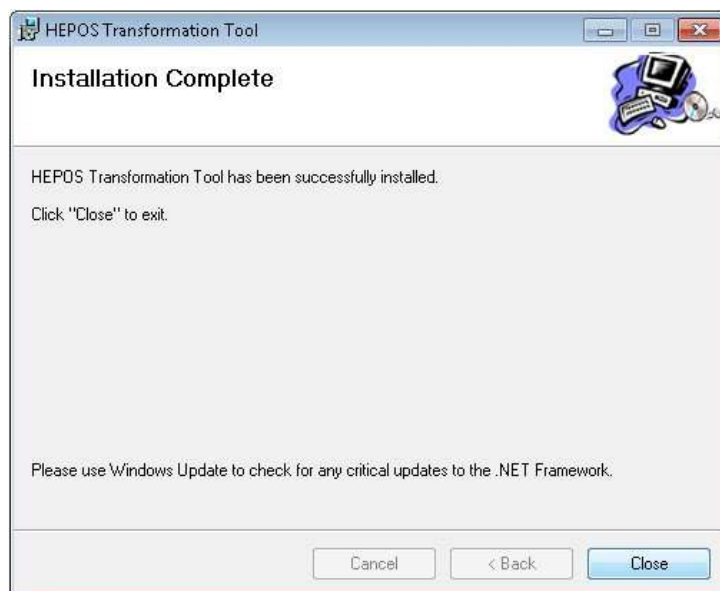 HEPOS Transformation Tool
Installation Complete
HEPOS Transformation Tool has been successfully installed.
Click "Close" to exit.
Please use Windows Update to check for any critical updates to the .NET Framework.
Cancel
< Back
Close